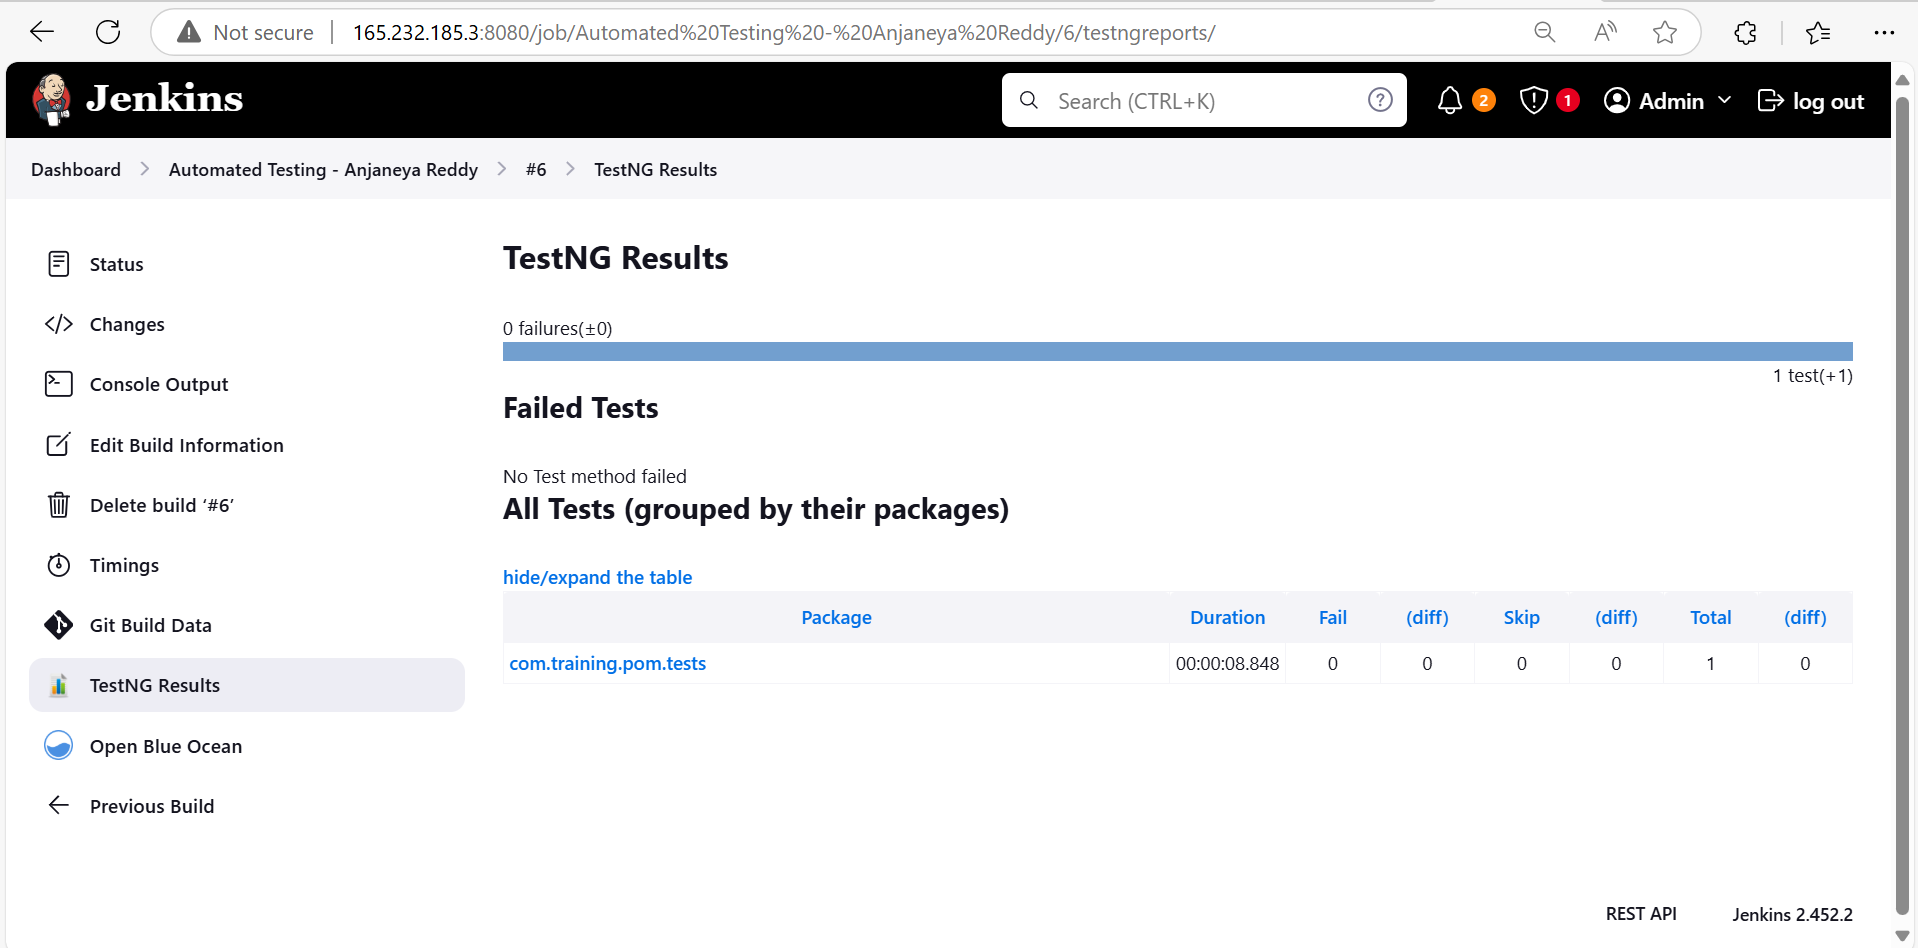 Not secure 165.232.185.3:8080/job/Automated%20Testing%20-%20Anjaneya%20Reddy/6/testngreports/
Jenkins
Search (CTRL+K) ?
2
1
Admin
log out
Dashboard Automated Testing - Anjaneya Reddy #6 TestNG Results
Status
Changes
Console Output
Edit Build Information
Delete build ‘#6’
Timings
Git Build Data
TestNG Results
Open Blue Ocean
Previous Build
TestNG Results
0 failures(±0)
1 test(+1)
Failed Tests
No Test method failed
All Tests (grouped by their packages)
hide/expand the table
Package Duration Fail (diff) Skip (diff) Total (diff)
com.training.pom.tests 00:00:08.848 0 0 0 0 1 0
REST API Jenkins 2.452.2